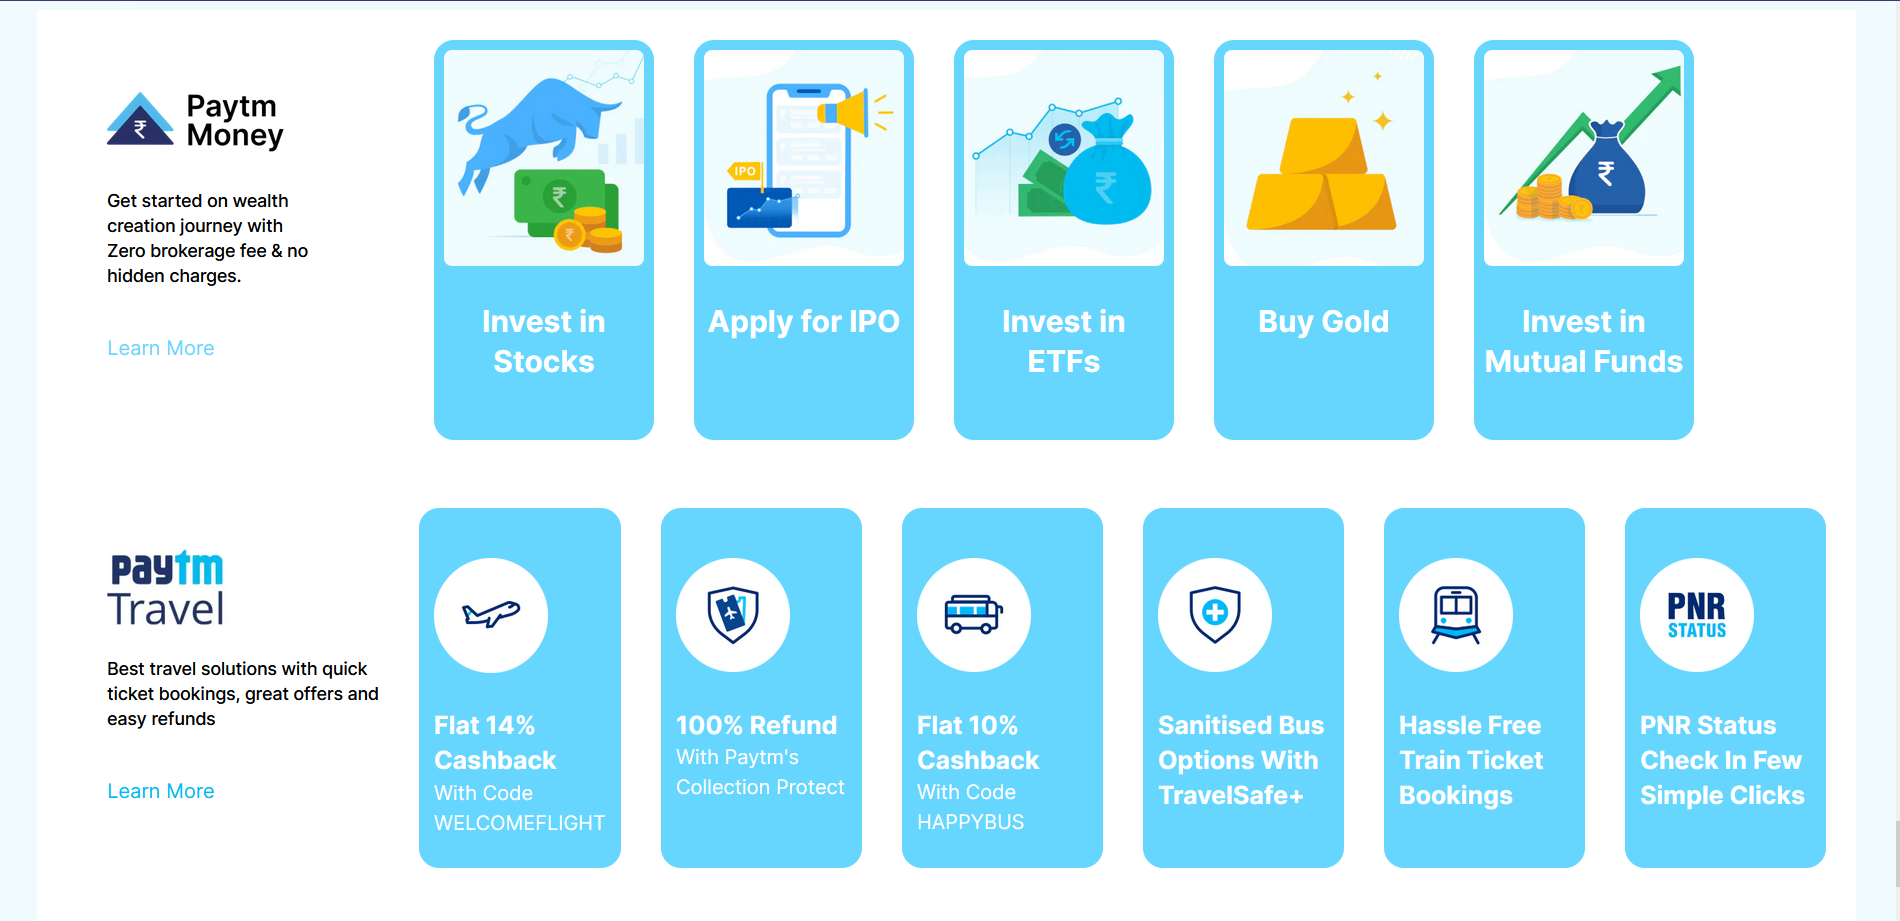 Paytm
Money
Get started on wealth
creation journey with
Zero brokerage fee & no
hidden charges.
Learn More
Invest in
Stocks
IPO
Apply for IPO
Invest in
ETFs
Buy Gold
Invest in
Mutual Funds
paytm
Travel
Best travel solutions with quick
ticket bookings, great offers and
easy refunds
Learn More
Flat 14%
Cashback
With Code
WELCOMEFLIGHT
100% Refund
With Paytm's
Collection Protect
Flat 10%
Cashback
With Code
HAPPYBUS
Sanitised Bus
Options With
TravelSafe+
Hassle Free
Train Ticket
Bookings
PNR
STATUS
PNR Status
Check In Few
Simple Clicks